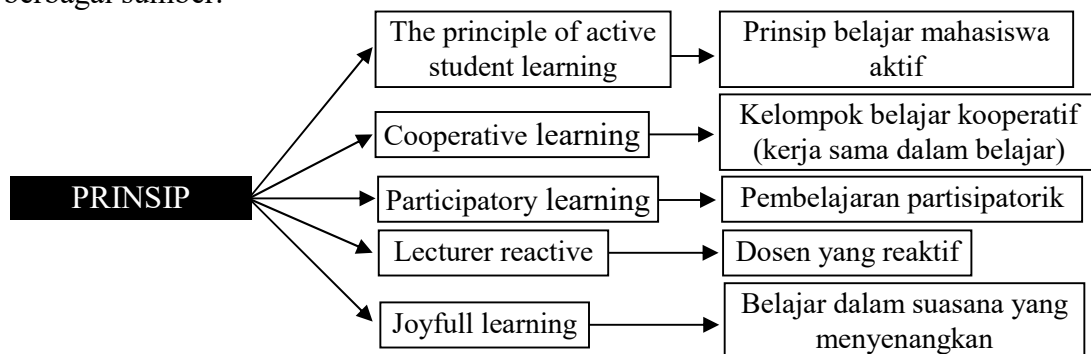 berbagai sumber.
The principle of active
student learning
Prinsip belajar mahasiswa
aktif
Cooperative learning
Kelompok belajar kooperatif
(kerja sama dalam belajar)
PRINSIP
Participatory learning
Pembelajaran partisipatorik
Lecturer reactive
Dosen yang reaktif
Joyfull learning
Belajar dalam suasana yang
menyenangkan